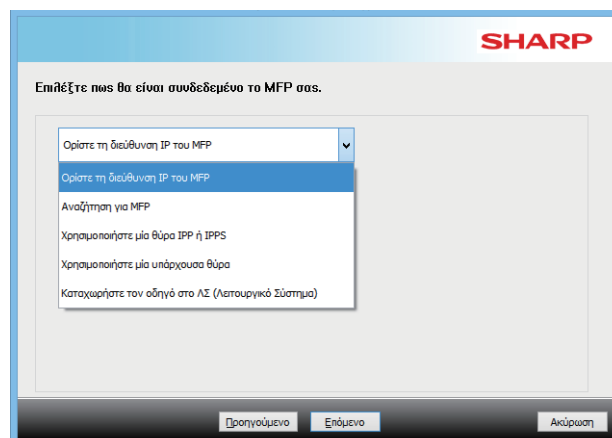 SHARP
Επιλέξτε πως θα είναι συνδεδεμένο το MFP σας.
Ορίστε τη διεύθυνση IP του MFP
Ορίστε τη διεύθυνση IP του MFP
Αναζήτηση για MFP
Χρησιμοποιήστε μία θύρα IPP ή IPPS
Χρησιμοποιήστε μία υπάρχουσα θύρα
Καταχωρήστε τον οδηγό στο ΛΣ (Λειτουργικό Σύστημα)
Προηγούμενο Επόμενο Ακύρωση